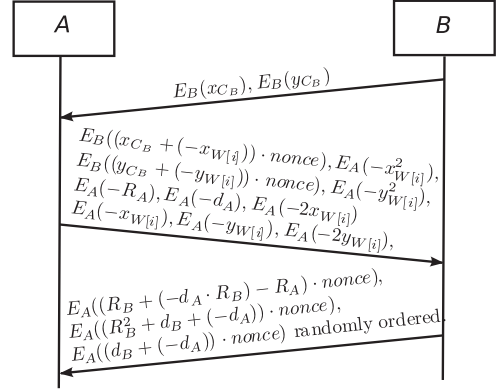 A
B
E_B(x_{C_B}), E_B(y_{C_B})
E_B((x_{C_B} + (-x_{W[i]})) · nonce), E_A(-x^2_{W[i]}),
E_B((y_{C_B} + (-y_{W[i]})) · nonce), E_A(-y^2_{W[i]}),
E_A(-R_A), E_A(-d_A), E_A(-2x_{W[i]})
E_A(-x_{W[i]}), E_A(-y_{W[i]}), E_A(-2y_{W[i]}),
E_A((R_B + (-d_A · R_B) - R_A) · nonce),
E_A((R^2_B + d_B + (-d_A)) · nonce),
E_A((d_B + (-d_A)) · nonce) randomly ordered.